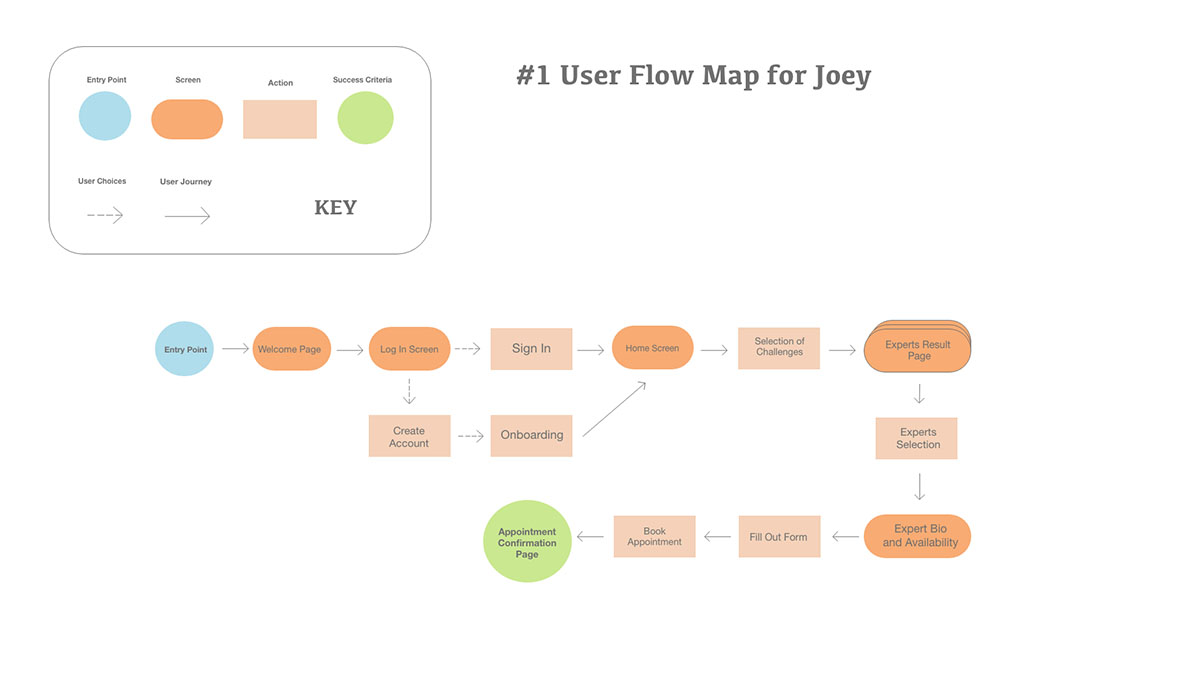 #1 User Flow Map for Joey
Entry Point
Screen
Action
Success Criteria
User Choices
User Journey
KEY
Entry Point
Welcome Page
Log In Screen
Sign In
Home Screen
Selection of
Challenges
Experts Result
Page
Create
Account
Onboarding
Experts
Selection
Expert Bio
and Availability
Fill Out Form
Book
Appointment
Appointment
Confirmation
Page